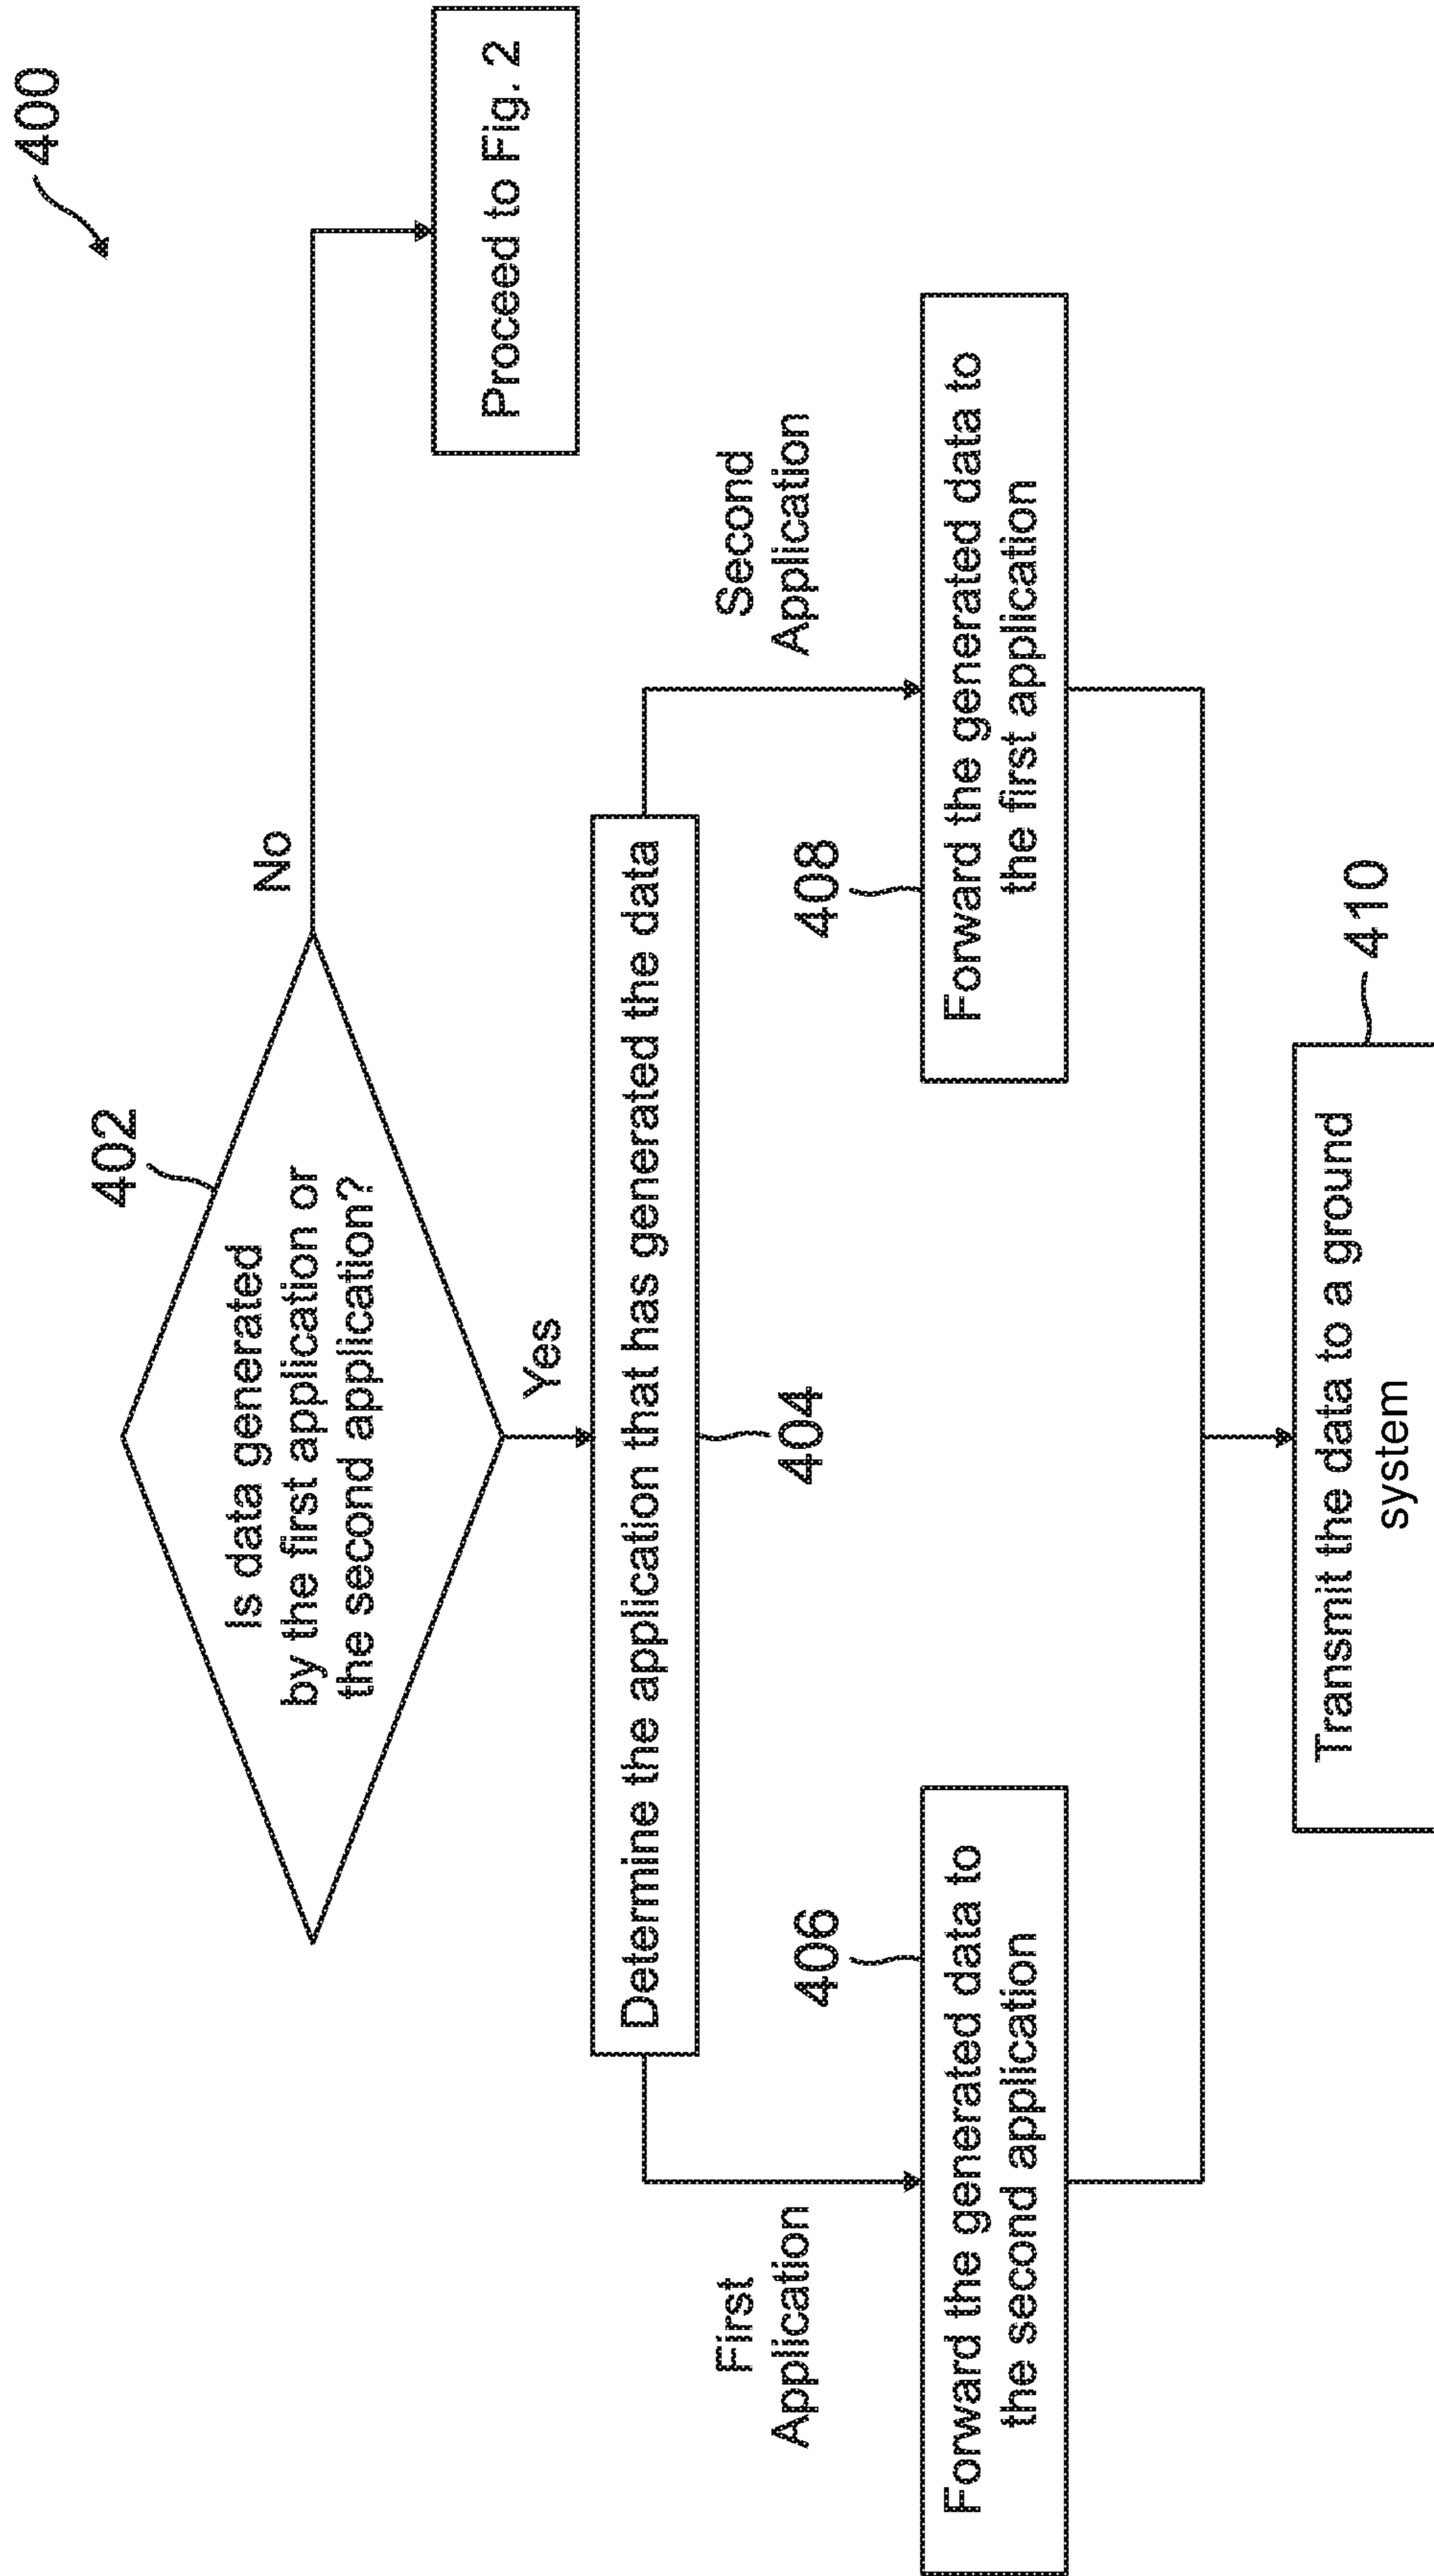 400
402
Is data generated
by the first application or
the second application?
No
Proceed to Fig. 2
Yes
Determine the application that has generated the data
404
First
Application
Second
Application
406
Forward the generated data to
the second application
408
Forward the generated data to
the first application
Transmit the data to a ground
system
410